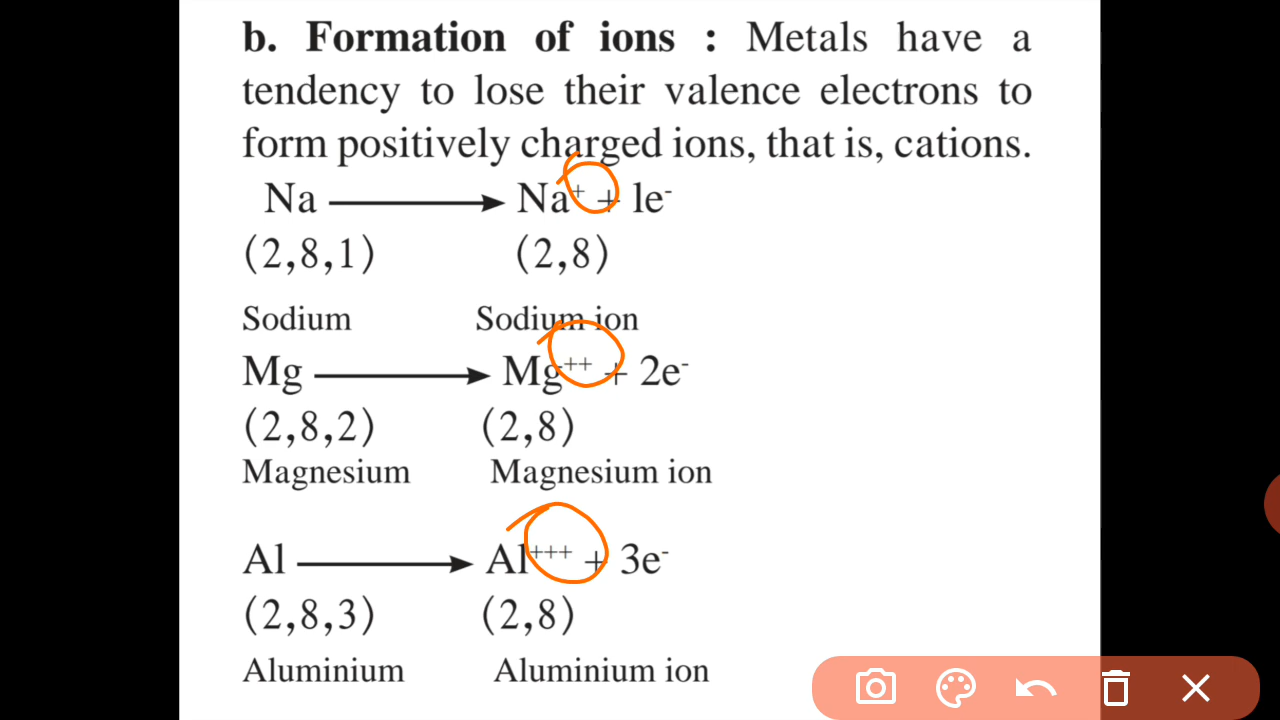 b. Formation of ions : Metals have a
tendency to lose their valence electrons to
form positively charged ions, that is, cations.
Na ⟶ Na⁺ + le⁻
(2,8,1) (2,8)
Sodium Sodium ion
Mg ⟶ Mg⁺⁺ + 2e⁻
(2,8,2) (2,8)
Magnesium Magnesium ion
Al ⟶ Al⁺⁺⁺ + 3e⁻
(2,8,3) (2,8)
Aluminium Aluminium ion